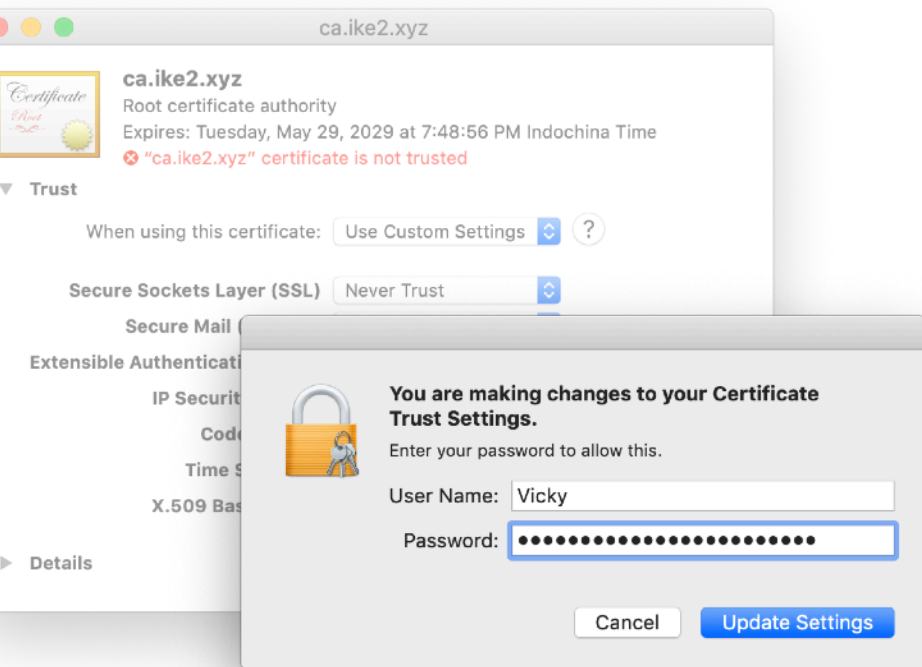 ca.ike2.xyz
Certificate
Root
ca.ike2.xyz
Root certificate authority
Expires: Tuesday, May 29, 2029 at 7:48:56 PM Indochina Time
“ca.ike2.xyz” certificate is not trusted
Trust
When using this certificate: Use Custom Settings ?
Secure Sockets Layer (SSL) Never Trust
Secure Mail (
Extensible Authenticati
IP Securit
Code
Time S
X.509 Bas
Details
You are making changes to your Certificate
Trust Settings.
Enter your password to allow this.
User Name: Vicky
Password: ••••••••••••••••••••••••
Cancel Update Settings